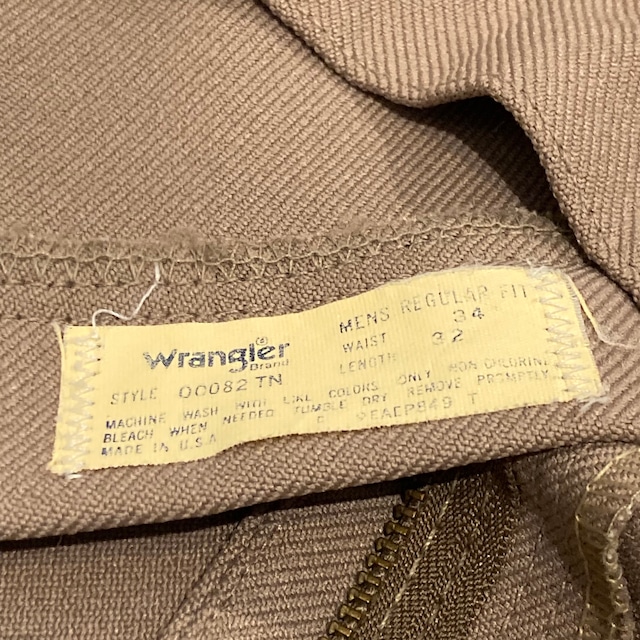 MENS REGULAR FIT
Wrangler®
Brand
WAIST 34
LENGTH 32
STYLE 00082 TN
MACHINE WASH WITH LIKE COLORS ONLY NON CHLORINE
BLEACH WHEN NEEDED TUMBLE DRY REMOVE PROMPTLY
MADE IN U.S.A